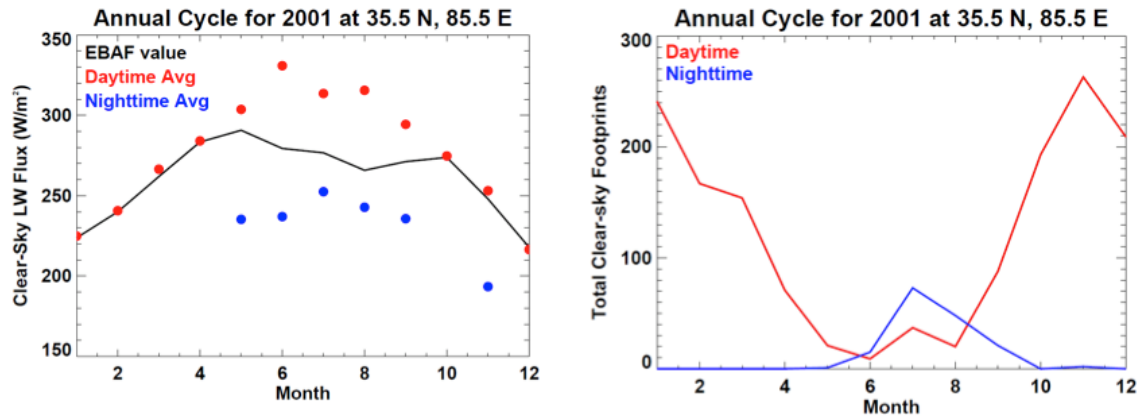 Annual Cycle for 2001 at 35.5 N, 85.5 E
350
300
250
200
150
Clear-Sky LW Flux (W/m²)
EBAF value
Daytime Avg
Nighttime Avg
2 4 6 8 10 12
Month
Annual Cycle for 2001 at 35.5 N, 85.5 E
300
200
100
0
Total Clear-sky Footprints
Daytime
Nighttime
2 4 6 8 10 12
Month